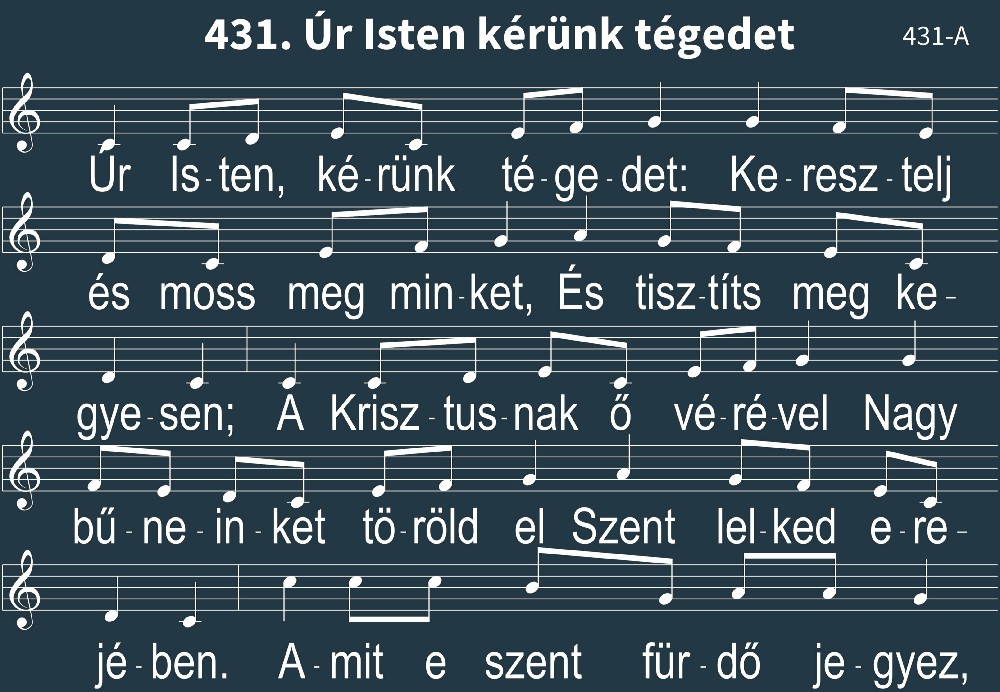 431. Úr Isten kérünk tégedet
431-A
Úr Is-ten, ké-rünk té-ge-det: Ke-resz-telj
és moss meg min-ket, És tisz-títs meg ke-
gye-sen; A Krisz-tus-nak ő vé-ré-vel Nagy
bű-ne-in-ket tö-röld el Szent lel-ked e-re-
jé-ben. A-mit e szent für-dő je-gyez,